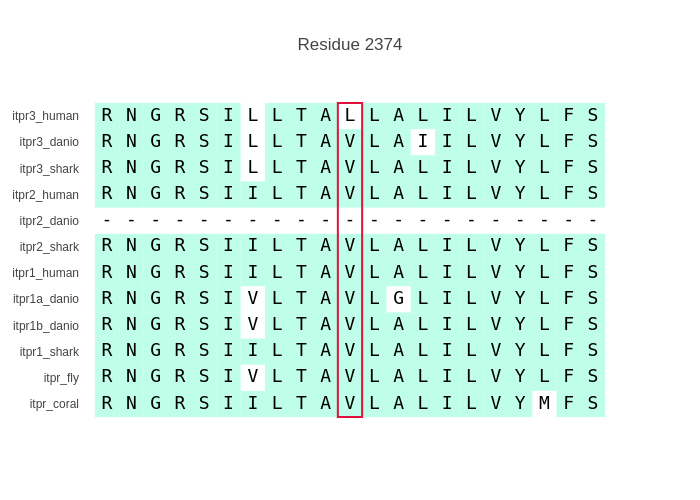 Residue 2374
itpr3_human R N G R S I L L T A L L A L I L V Y L F S
itpr3_danio R N G R S I L L T A V L A I I L V Y L F S
itpr3_shark R N G R S I L L T A V L A L I L V Y L F S
itpr2_human R N G R S I I L T A V L A L I L V Y L F S
itpr2_danio - - - - - - - - - - - - - - - - - - - - -
itpr2_shark R N G R S I I L T A V L A L I L V Y L F S
itpr1_human R N G R S I I L T A V L A L I L V Y L F S
itpr1a_danio R N G R S I V L T A V L G L I L V Y L F S
itpr1b_danio R N G R S I V L T A V L A L I L V Y L F S
itpr1_shark R N G R S I I L T A V L A L I L V Y L F S
itpr_fly R N G R S I V L T A V L A L I L V Y L F S
itpr_coral R N G R S I I L T A V L A L I L V Y M F S